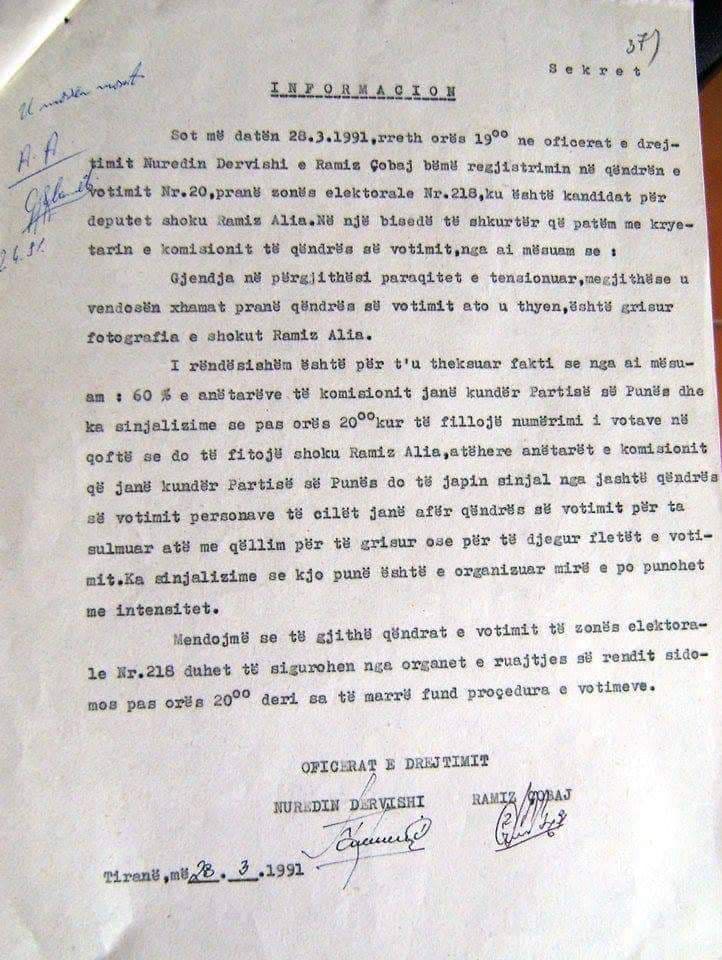 37)
Sekret
INFORMACION
U mor��n masat
A. A.
Sot më datën 28.3.1991,rreth orës 19⁰⁰ ne oficerat e drej-
timit Nuredin Dervishi e Ramiz Çobaj bëmë regjistrimin në qëndrën e
votimit Nr.20,pranë zonës elektorale Nr.218,ku është kandidat për
deputet shoku Ramiz Alia.Në një bisedë të shkurtër që patëm me krye-
tarin e komisionit të qëndrës së votimit,nga ai mësuam se :
Gjendja në përgjithësi paraqitet e tensionuar,megjithëse u
vendosën xhamat pranë qëndrës së votimit ato u thyen,është grisur
fotografia e shokut Ramiz Alia.
I rëndësishëm është për t'u theksuar fakti se nga ai mësu-
am : 60 % e anëtarëve të komisionit janë kundër Partisë së Punës dhe
ka sinjalizime se pas orës 20⁰⁰kur të fillojë numërimi i votave në
qoftë se do të fitojë shoku Ramiz Alia,atëhere anëtarët e komisionit
që janë kundër Partisë së Punës do të japin sinjal nga jashtë qëndrës
së votimit personave të cilët janë afër qëndrës së votimit për ta
sulmuar atë me qëllim për të grisur ose për të djegur fletët e voti-
mit.Ka sinjalizime se kjo punë është e organizuar mirë e po punohet
me intensitet.
Mendojmë se të gjithë qëndrat e votimit të zonës elektora-
le Nr.218 duhet të sigurohen nga organet e ruajtjes së rendit sido-
mos pas orës 20⁰⁰ deri sa të marrë fund proçedura e votimeve.
OFICERAT E DREJTIMIT
NUREDIN DERVISHI RAMIZ ÇOBAJ
Tiranë,më 28.3.1991